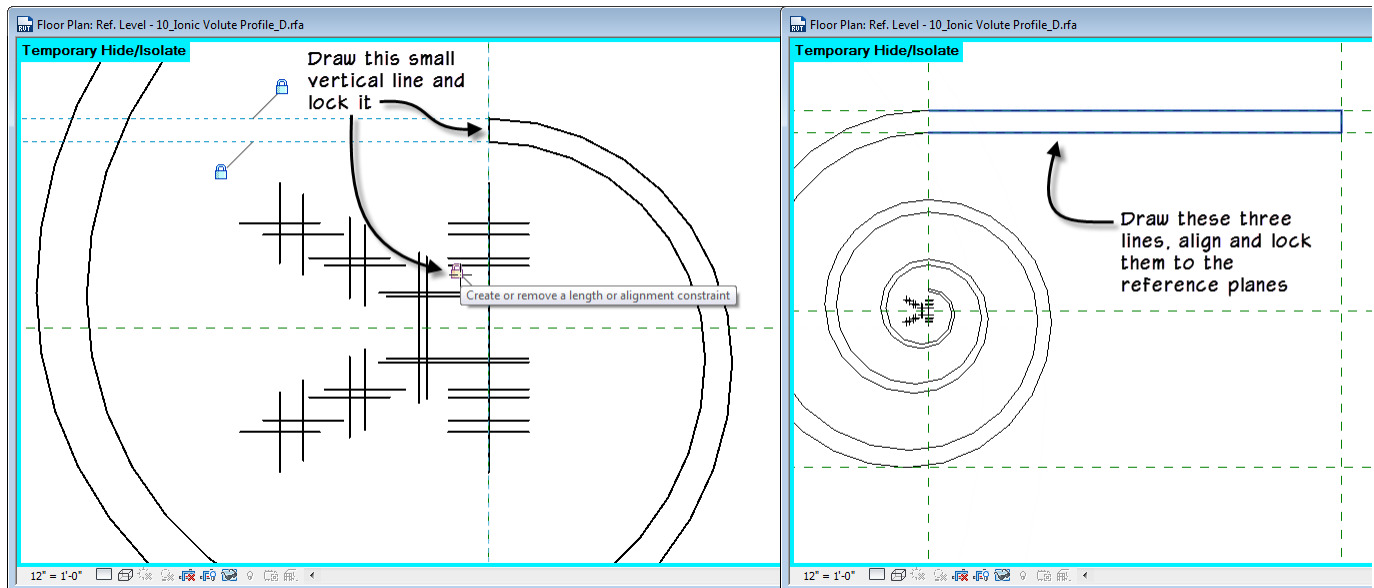 Floor Plan: Ref. Level - 10_Ionic Volute Profile_D.rfa
Temporary Hide/Isolate
Draw this small
vertical line and
lock it
Create or remove a length or alignment constraint
12" = 1'-0"
Floor Plan: Ref. Level - 10_Ionic Volute Profile_D.rfa
Temporary Hide/Isolate
Draw these three
lines, align and lock
them to the
reference planes
12" = 1'-0"